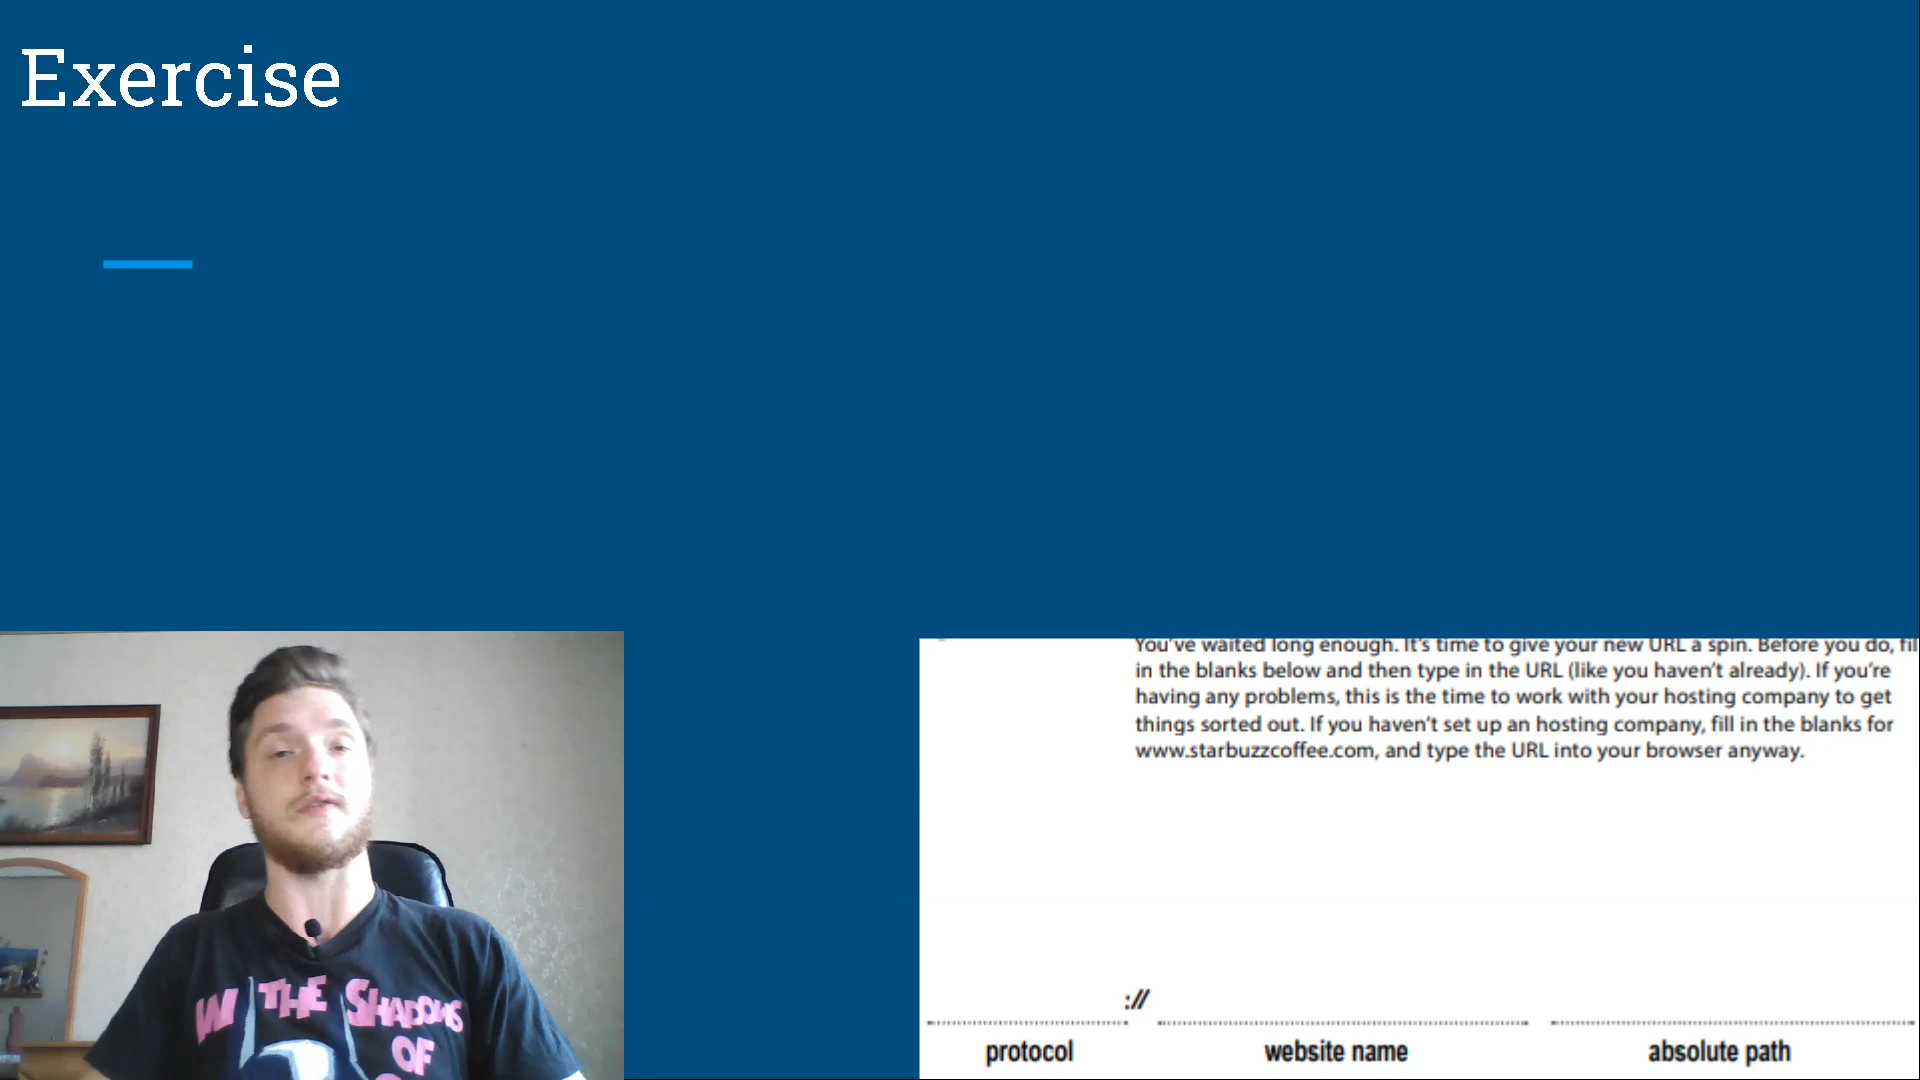 Exercise
You've waited long enough. It's time to give your new URL a spin. Before you do, fill
in the blanks below and then type in the URL (like you haven't already). If you're
having any problems, this is the time to work with your hosting company to get
things sorted out. If you haven't set up an hosting company, fill in the blanks for
www.starbuzzcoffee.com, and type the URL into your browser anyway.
://
protocol website name absolute path
THE SHADOWS
OF